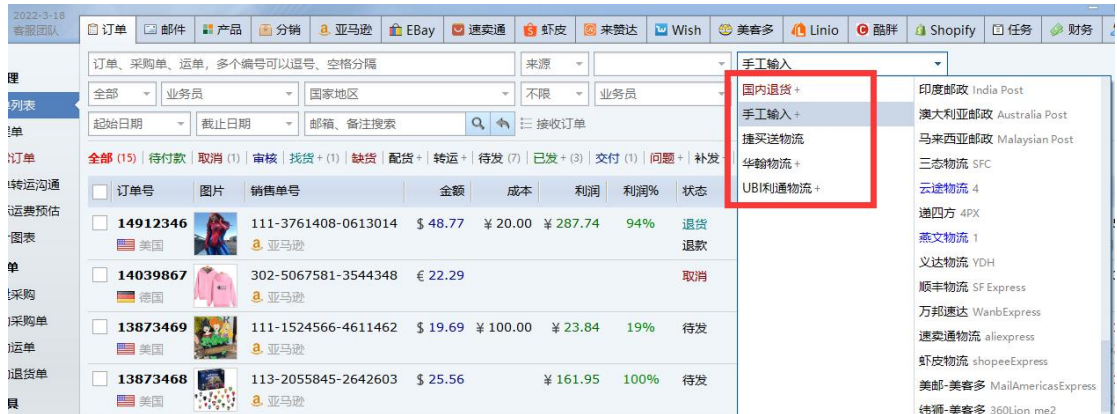 2022-3-18
客服团队
订单 邮件 产品 分销 亚马逊 EBay 速卖通 虾皮 来赞达 Wish 美客多 Linio 酷胖 Shopify 任务 财务
订单、采购单、运单，多个编号可以逗号、空格分隔 来源 手工输入
理
全部 业务员 国家地区 不限 业务员
列表
起始日期 截止日期 邮箱、备注搜索 接收订单
单
订单
全部 (15) 待付款 取消 (1) 审核 找货+ (1) 缺货 配货+ 转运+ 待发 (7) 已发+ (3) 交付 (1) 问题+ 补发+
转运沟通
订单号 图片 销售单号 金额 成本 利润 利润% 状态
运费预估
14912346 111-3761408-0613014 $ 48.77 ¥ 20.00 ¥ 287.74 94% 退货
图表
美国 亚马逊 退款
单
14039867 302-5067581-3544348 € 22.29 取消
采购
德国 亚马逊
采购单
13873469 111-1524566-4611462 $ 19.69 ¥ 100.00 ¥ 23.84 19% 待发
运单
美国 亚马逊
退货单
13873468 113-2055845-2642603 $ 25.56 ¥ 161.95 100% 待发
具
美国 亚马逊
国内退货+
手工输入+
捷买送物流
华翰物流+
UBI利通物流+
印度邮政 India Post
澳大利亚邮政 Australia Post
马来西亚邮政 Malaysian Post
三态物流 SFC
云途物流 4
递四方 4PX
燕文物流 1
义达物流 YDH
顺丰物流 SF Express
万邦速达 WanbExpress
速卖通物流 aliexpress
虾皮物流 shopeeExpress
美邮-美客多 MailAmericasExpress
纬狮-美客多 360Lion me2